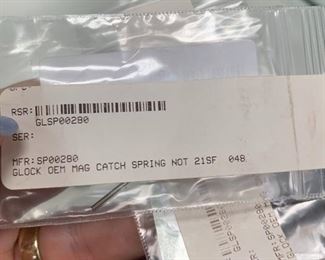 RSR:
GLSP00280
SER:
MFR:SP00280
GLOCK OEM MAG CATCH SPRING NOT 21SF 048